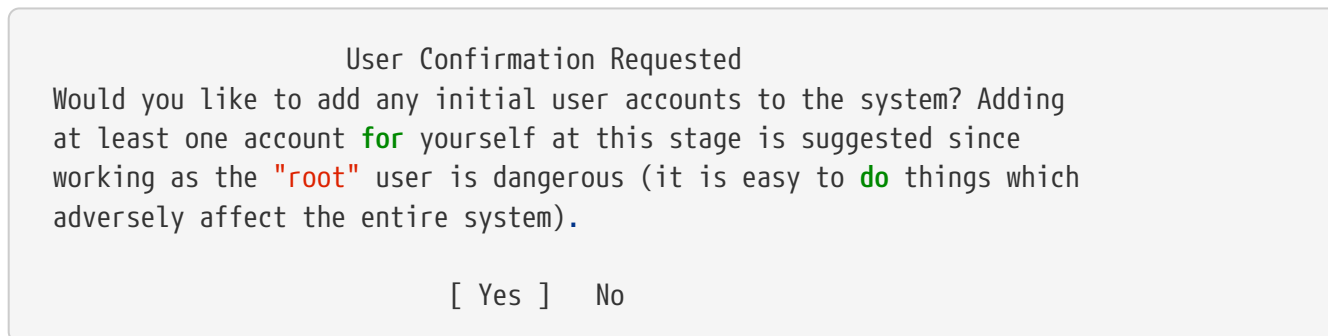 User Confirmation Requested
Would you like to add any initial user accounts to the system? Adding
at least one account for yourself at this stage is suggested since
working as the "root" user is dangerous (it is easy to do things which
adversely affect the entire system).
[ Yes ] No